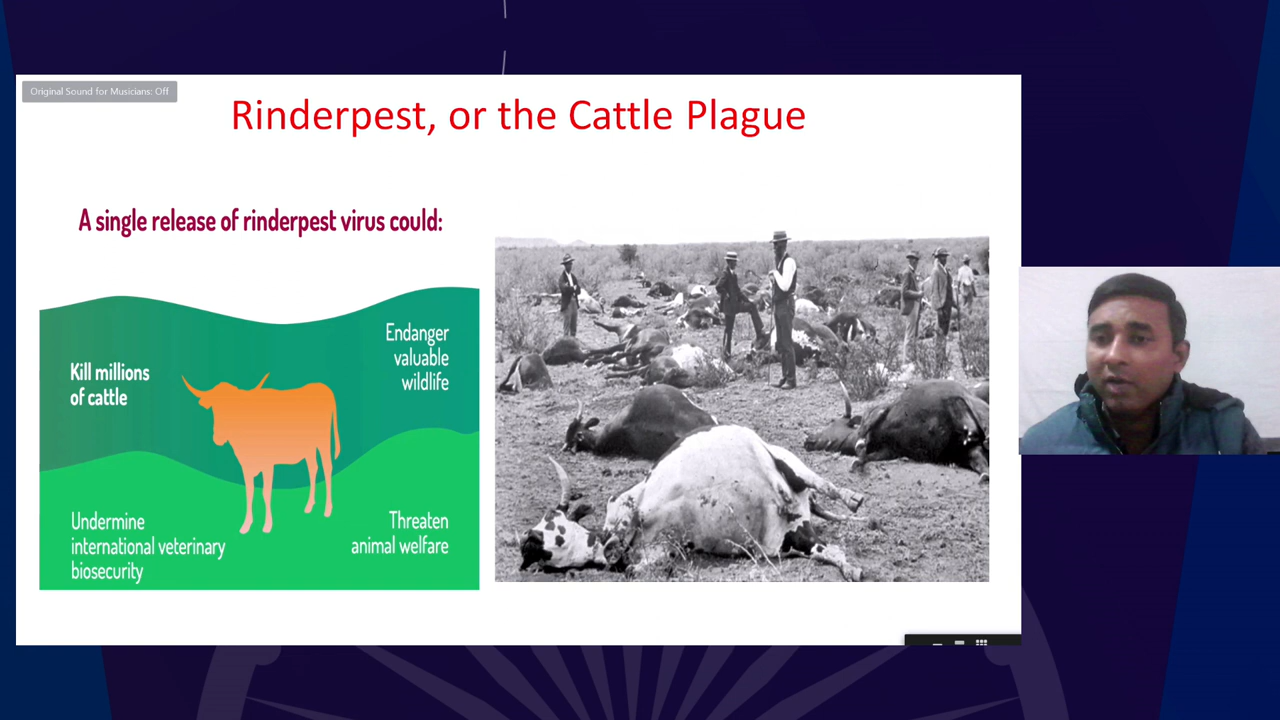 Original Sound for Musicians: Off
Rinderpest, or the Cattle Plague
A single release of rinderpest virus could:
Kill millions
of cattle
Endanger
valuable
wildlife
Undermine
international veterinary
biosecurity
Threaten
animal welfare